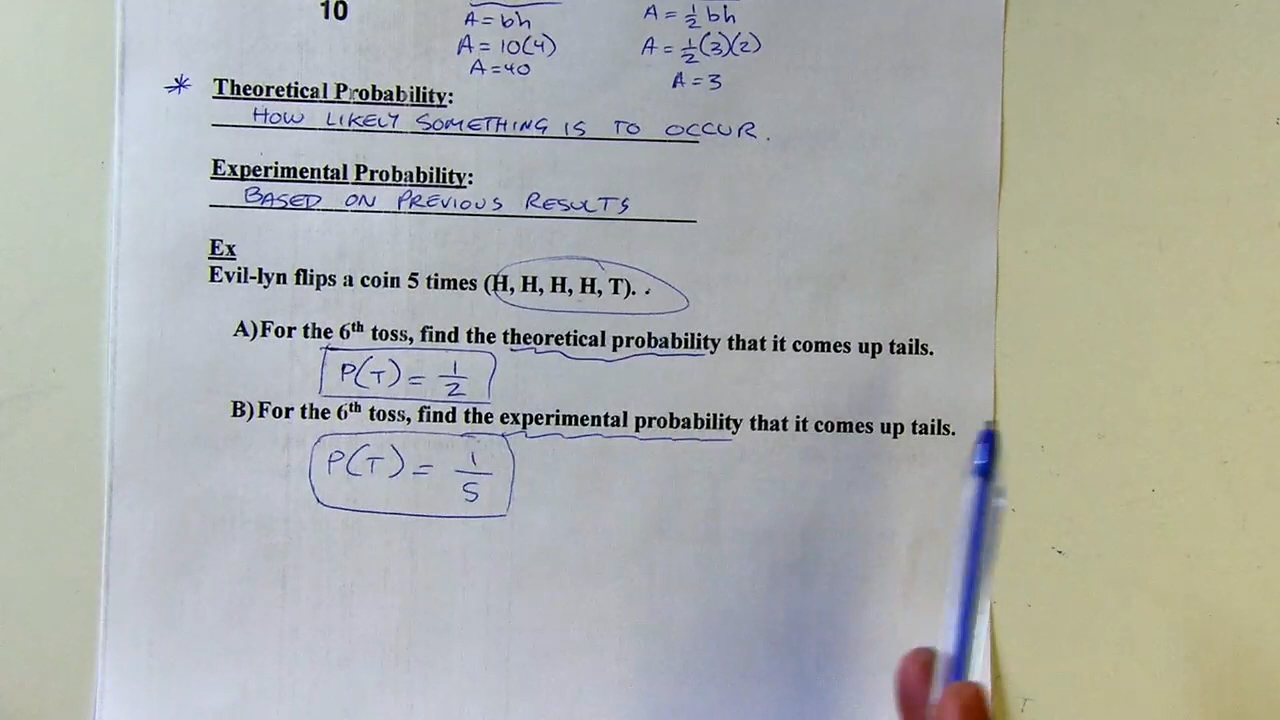 10
A = bh
A = 10(4)
A = 40
A = 1/2 bh
A = 1/2 (3)(2)
A = 3
* Theoretical Probability:
HOW LIKELY SOMETHING IS TO OCCUR.
Experimental Probability:
BASED ON PREVIOUS RESULTS
Ex
Evil-lyn flips a coin 5 times (H, H, H, H, T). .
A)For the 6th toss, find the theoretical probability that it comes up tails.
P(T) = 1/2
B)For the 6th toss, find the experimental probability that it comes up tails.
P(T) = 1/5